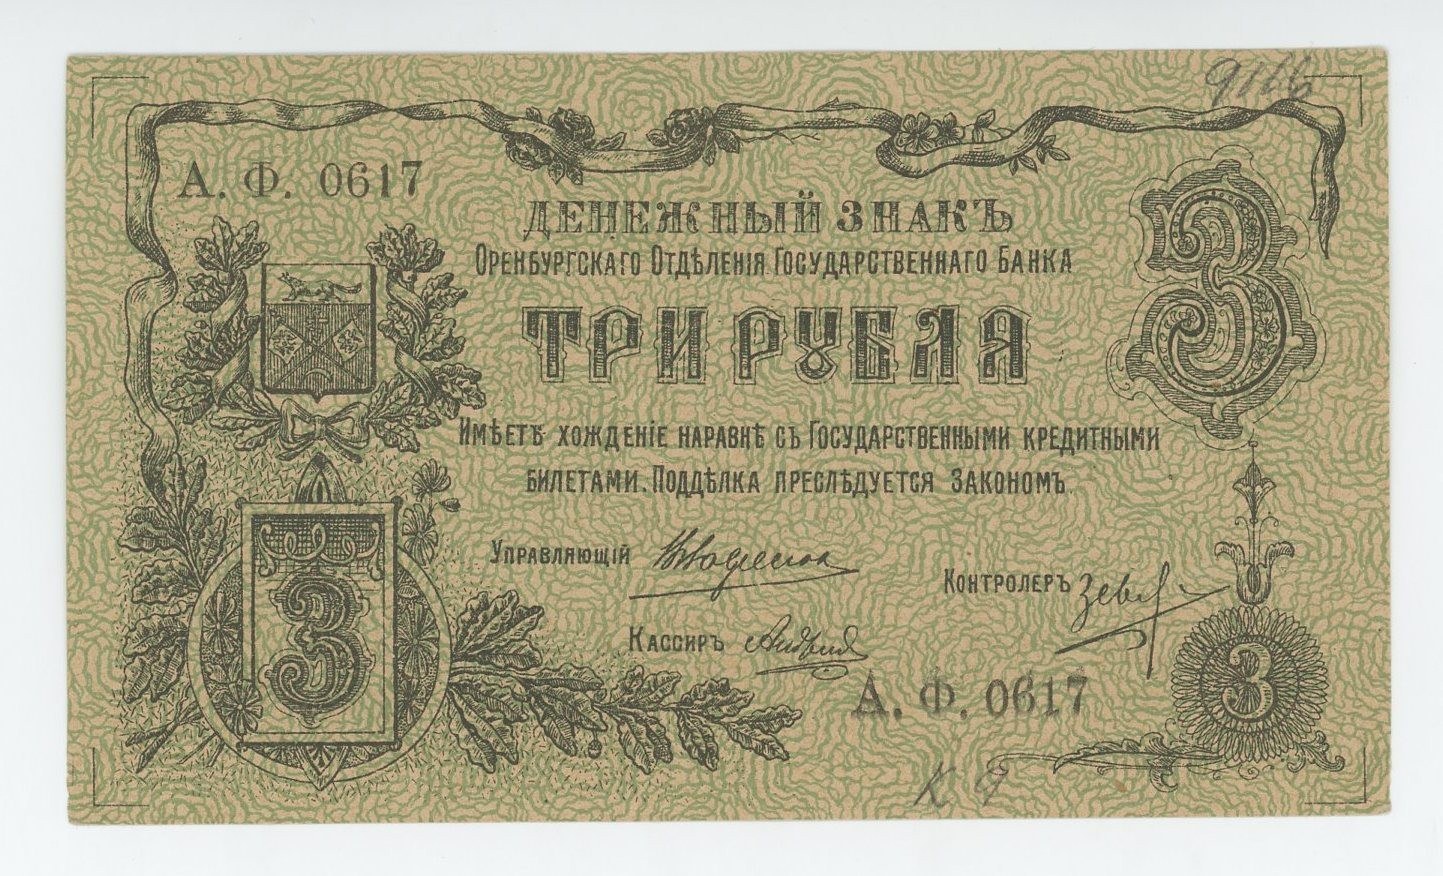 9166
А. Ф. 0617
ДЕНЕЖНЫЙ ЗНАКЪ
ОРЕНБУРГСКАГО ОТДѢЛЕНІЯ ГОСУДАРСТВЕННАГО БАНКА
ТРИ РУБЛЯ
3
ИМѢЕТЪ ХОЖДЕНІЕ НАРАВНѢ СЪ ГОСУДАРСТВЕННЫМИ КРЕДИТНЫМИ
БИЛЕТАМИ. ПОДДѢЛКА ПРЕСЛѢДУЕТСЯ ЗАКОНОМЪ
УПРАВЛЯЮЩІЙ
КОНТРОЛЕРЪ
КАССИРЪ
3
А. Ф. 0617
3